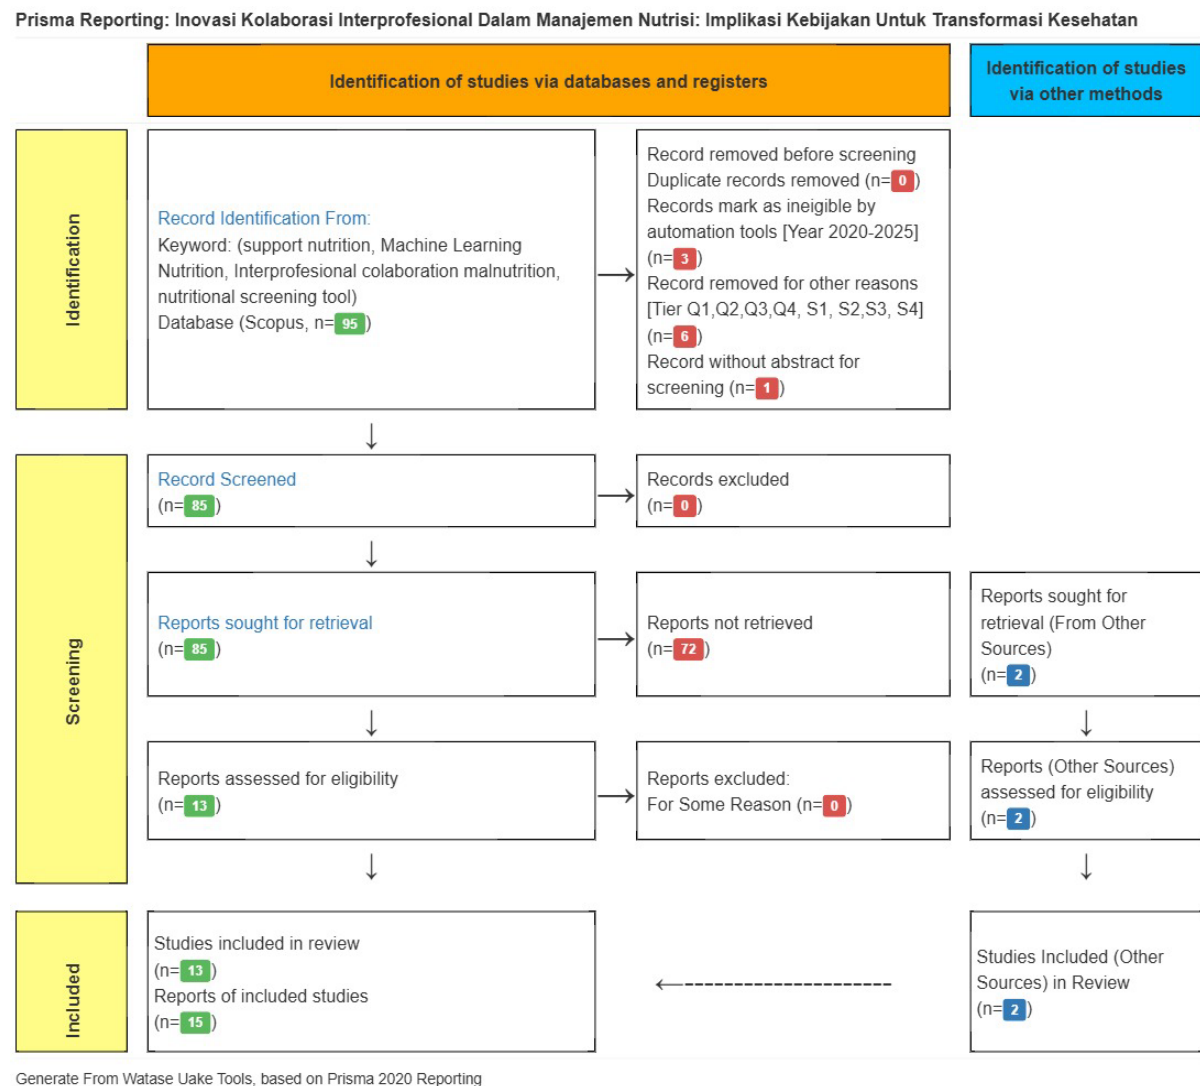 Prisma Reporting: Inovasi Kolaborasi Interprofesional Dalam Manajemen Nutrisi: Implikasi Kebijakan Untuk Transformasi Kesehatan
Identification of studies via databases and registers
Identification of studies
via other methods
Identification
Record Identification From:
Keyword: (support nutrition, Machine Learning
Nutrition, Interprofesional colaboration malnutrition,
nutritional screening tool)
Database (Scopus, n=95)
Record removed before screening
Duplicate records removed (n=0)
Records mark as ineigible by
automation tools [Year 2020-2025]
(n=3)
Record removed for other reasons
[Tier Q1,Q2,Q3,Q4, S1, S2,S3, S4]
(n=6)
Record without abstract for
screening (n=1)
Screening
Record Screened
(n=85)
Records excluded
(n=0)
Reports sought for retrieval
(n=85)
Reports not retrieved
(n=72)
Reports sought for
retrieval (From Other
Sources)
(n=2)
Reports assessed for eligibility
(n=13)
Reports excluded:
For Some Reason (n=0)
Reports (Other Sources)
assessed for eligibility
(n=2)
Included
Studies included in review
(n=13)
Reports of included studies
(n=15)
Studies Included (Other
Sources) in Review
(n=2)
Generate From Watase Uake Tools, based on Prisma 2020 Reporting